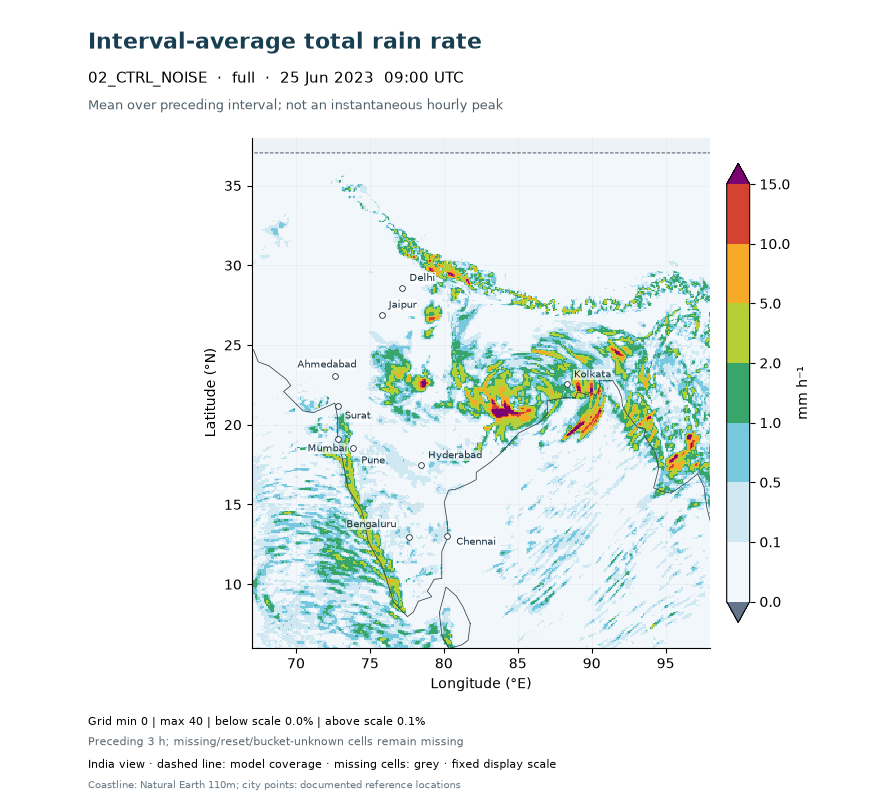 Interval-average total rain rate
02_CTRL_NOISE · full · 25 Jun 2023 09:00 UTC
Mean over preceding interval; not an instantaneous hourly peak
35
30
25
20
15
10
Latitude (°N)
70
75
80
85
90
95
Longitude (°E)
Delhi
Jaipur
Ahmedabad
Kolkata
Surat
Mumbai
Pune
Hyderabad
Bengaluru
Chennai
15.0
10.0
5.0
2.0
1.0
0.5
0.1
0.0
mm h⁻¹
Grid min 0 | max 40 | below scale 0.0% | above scale 0.1%
Preceding 3 h; missing/reset/bucket-unknown cells remain missing
India view · dashed line: model coverage · missing cells: grey · fixed display scale
Coastline: Natural Earth 110m; city points: documented reference locations